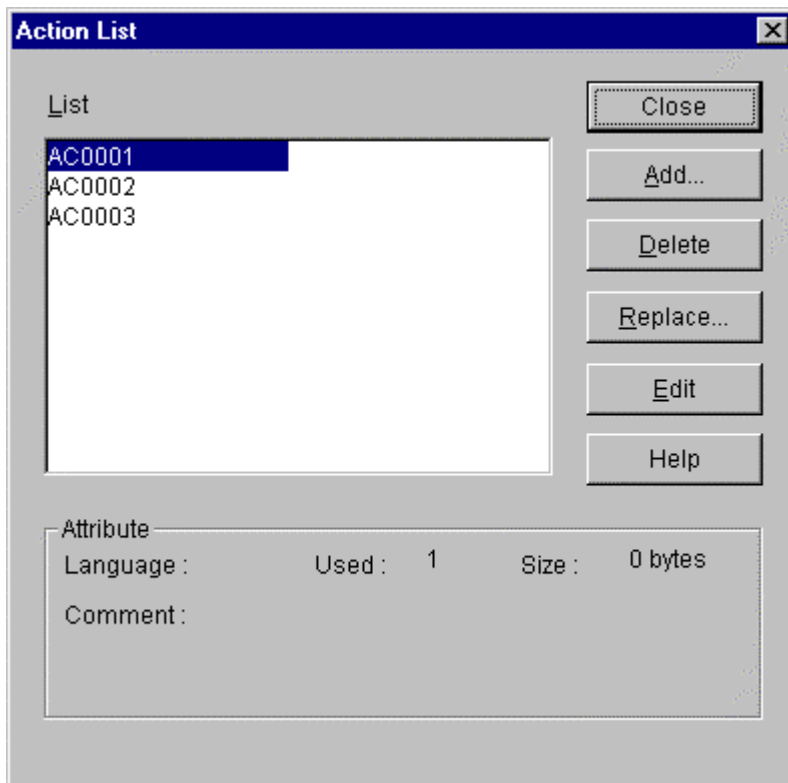 Action List
List
Close
AC0001
AC0002
AC0003
Add...
Delete
Replace...
Edit
Help
Attribute
Language : Used : 1 Size : 0 bytes
Comment :